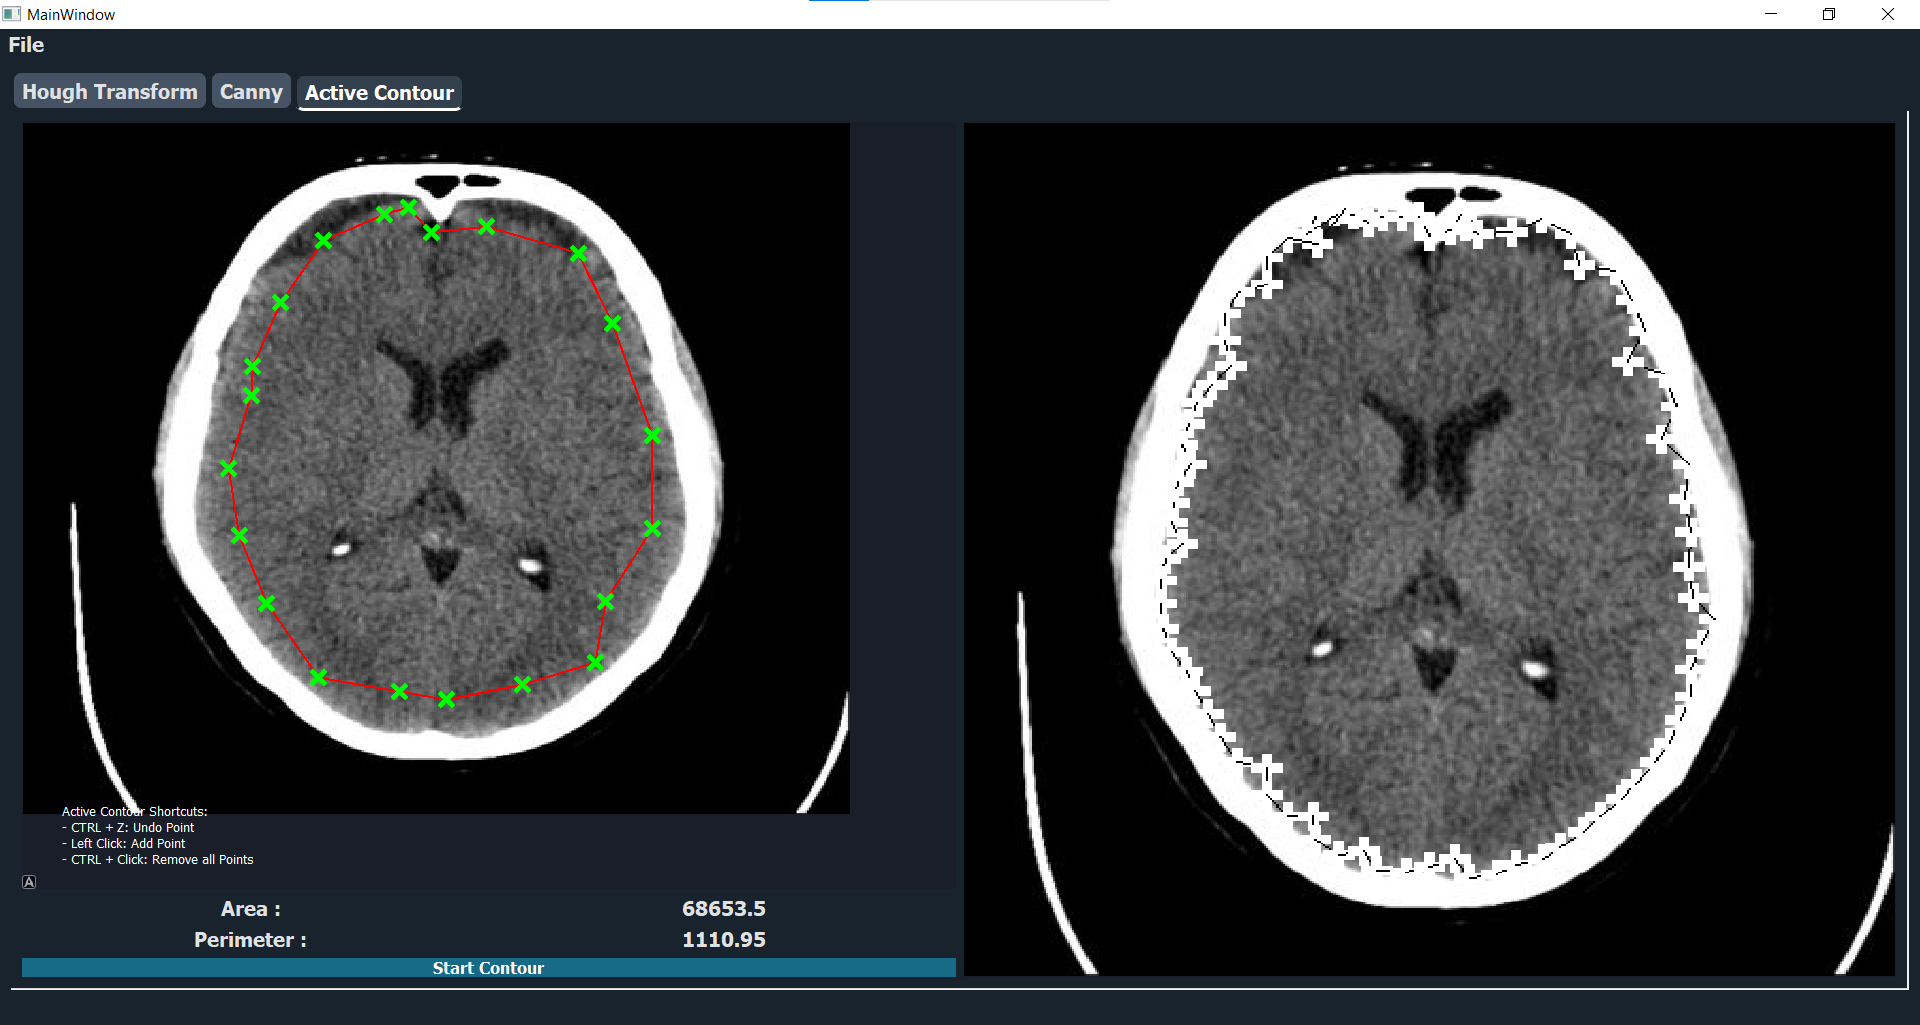 MainWindow
File
Hough Transform
Canny
Active Contour
Active Contour Shortcuts:
- CTRL + Z: Undo Point
- Left Click: Add Point
- CTRL + Click: Remove all Points
A
Area : 68653.5
Perimeter : 1110.95
Start Contour